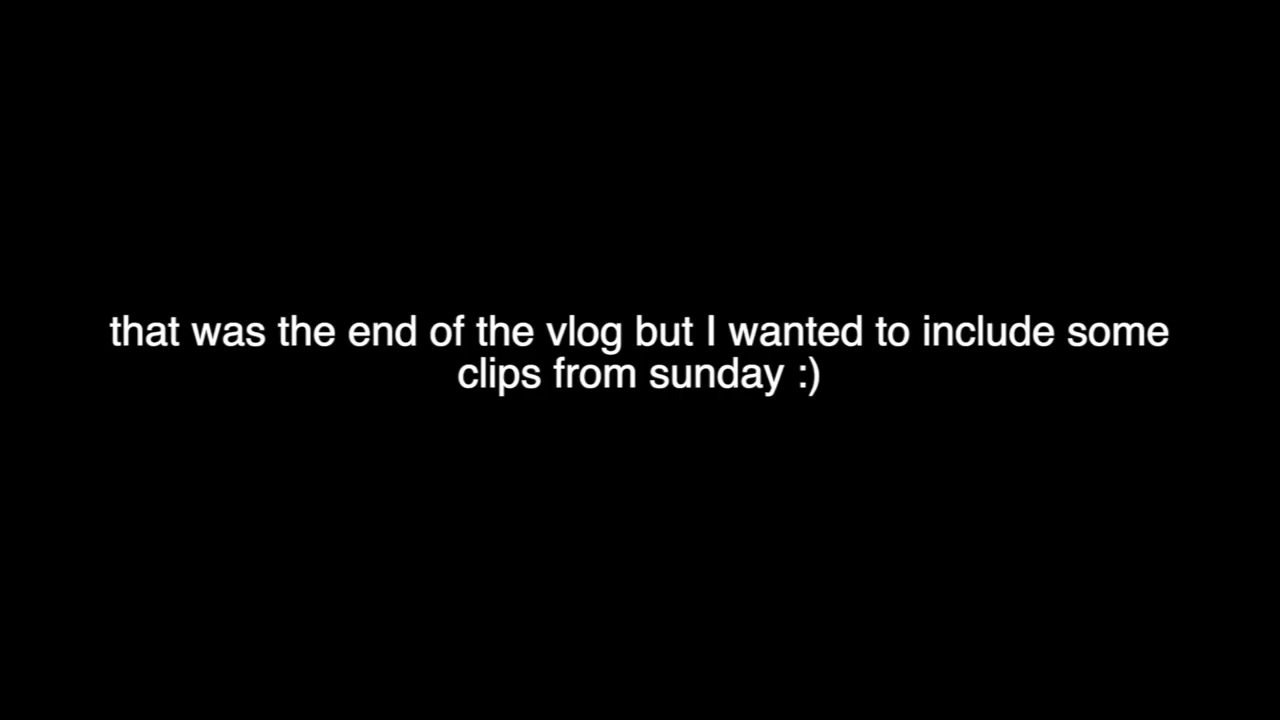 that was the end of the vlog but I wanted to include some
clips from sunday :)